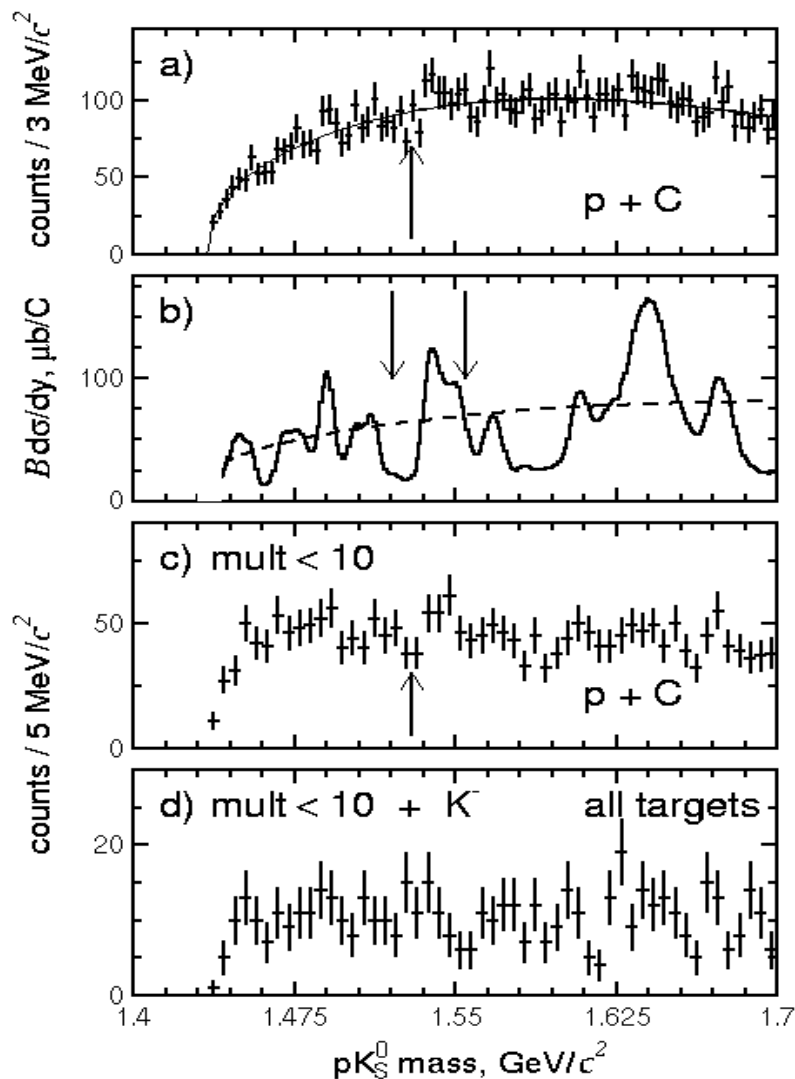 counts / 3 MeV/c²
a)
100
50
0
p + C
Bdσ/dy, μb/C
b)
100
0
counts / 5 MeV/c²
c) mult < 10
50
0
p + C
d) mult < 10 + K⁻ all targets
20
0
1.4 1.475 1.55 1.625 1.7
pK⁰S mass, GeV/c²